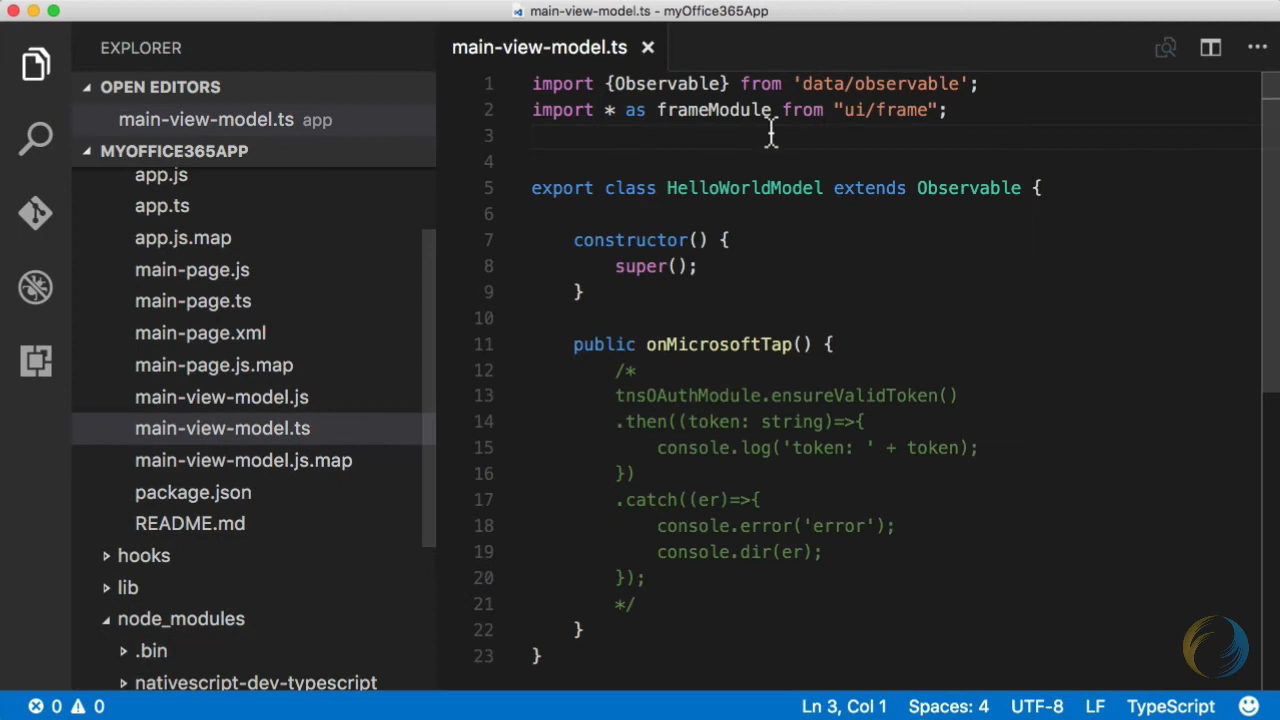 main-view-model.ts - myOffice365App
EXPLORER
OPEN EDITORS
main-view-model.ts app
MYOFFICE365APP
app.js
app.ts
app.js.map
main-page.js
main-page.ts
main-page.xml
main-page.js.map
main-view-model.js
main-view-model.ts
main-view-model.js.map
package.json
README.md
hooks
lib
node_modules
.bin
nativescript-dev-typescript
main-view-model.ts
1 import {Observable} from 'data/observable';
2 import * as frameModule from "ui/frame";
3
4
5 export class HelloWorldModel extends Observable {
6
7     constructor() {
8         super();
9     }
10
11     public onMicrosoftTap() {
12         /*
13         tnsOAuthModule.ensureValidToken()
14         .then((token: string)=>{
15             console.log('token: ' + token);
16         })
17         .catch((er)=>{
18             console.error('error');
19             console.dir(er);
20         });
21         */
22     }
23 }
0 0 Ln 3, Col 1 Spaces: 4 UTF-8 LF TypeScript